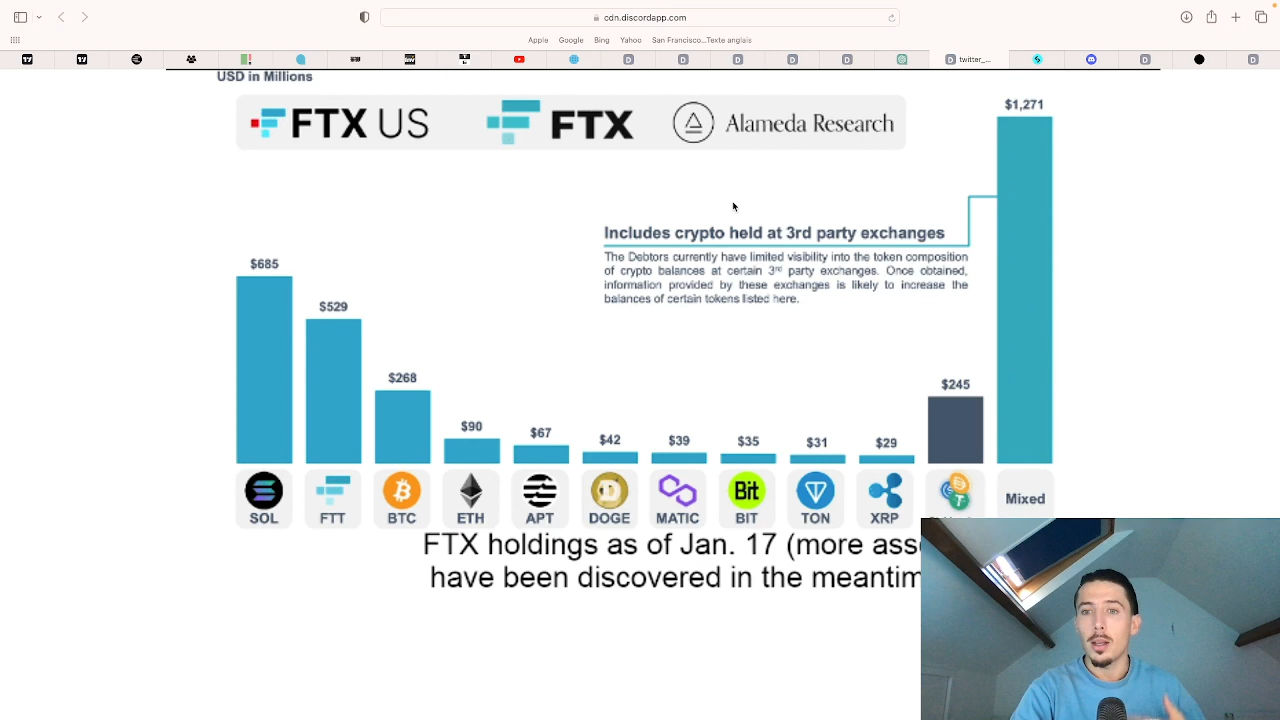 cdn.discordapp.com
Apple Google Bing Yahoo San Francisco...Texte anglais
twitter_...
USD in Millions
FTX US FTX Alameda Research
$1,271
Includes crypto held at 3rd party exchanges
The Debtors currently have limited visibility into the token composition
of crypto balances at certain 3rd party exchanges. Once obtained,
information provided by these exchanges is likely to increase the
balances of certain tokens listed here.
$685
$529
$268
$90
$67
$42
$39
$35
$31
$29
$245
Bit
SOL FTT BTC ETH APT DOGE MATIC BIT TON XRP Mixed
FTX holdings as of Jan. 17 (more
have been discovered in the